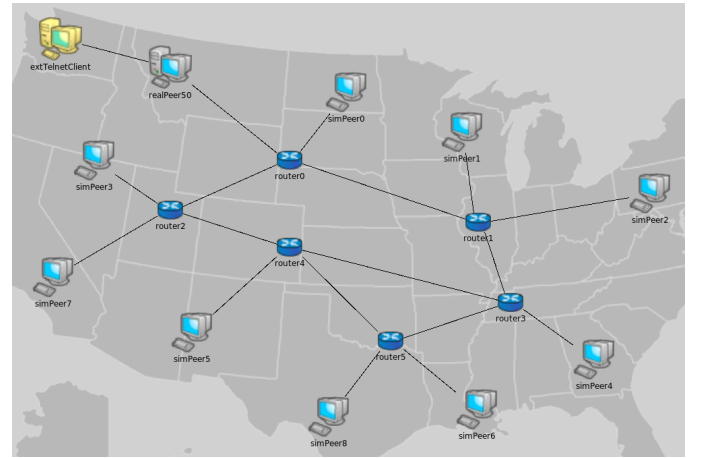 extTelnetClient
realPeer50
simPeer0
simPeer1
router0
simPeer3
simPeer2
router2
router1
router4
simPeer7
router3
simPeer5
router5
simPeer4
simPeer8
simPeer6